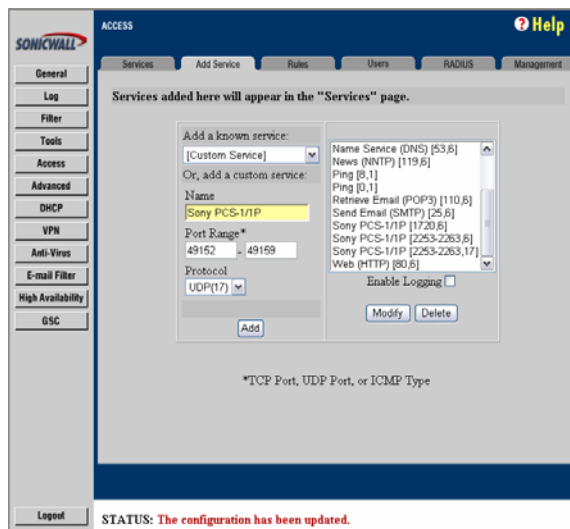 ACCESS
? Help
SONICWALL
Services
Add Service
Rules
Users
RADIUS
Management
General
Log
Filter
Tools
Access
Advanced
DHCP
VPN
Anti-Virus
E-mail Filter
High Availability
GSC
Logout
Services added here will appear in the "Services" page.
Add a known service:
[Custom Service]
Or, add a custom service:
Name
Sony PCS-1/1P
Port Range*
49152 - 49159
Protocol
UDP(17)
Add
Name Service (DNS) [53,6]
News (NNTP) [119,6]
Ping [8,1]
Ping [0,1]
Retrieve Email (POP3) [110,6]
Send Email (SMTP) [25,6]
Sony PCS-1/1P [1720,6]
Sony PCS-1/1P [2253-2263,6]
Sony PCS-1/1P [2253-2263,17]
Web (HTTP) [80,6]
Enable Logging
Modify
Delete
*TCP Port, UDP Port, or ICMP Type
STATUS: The configuration has been updated.